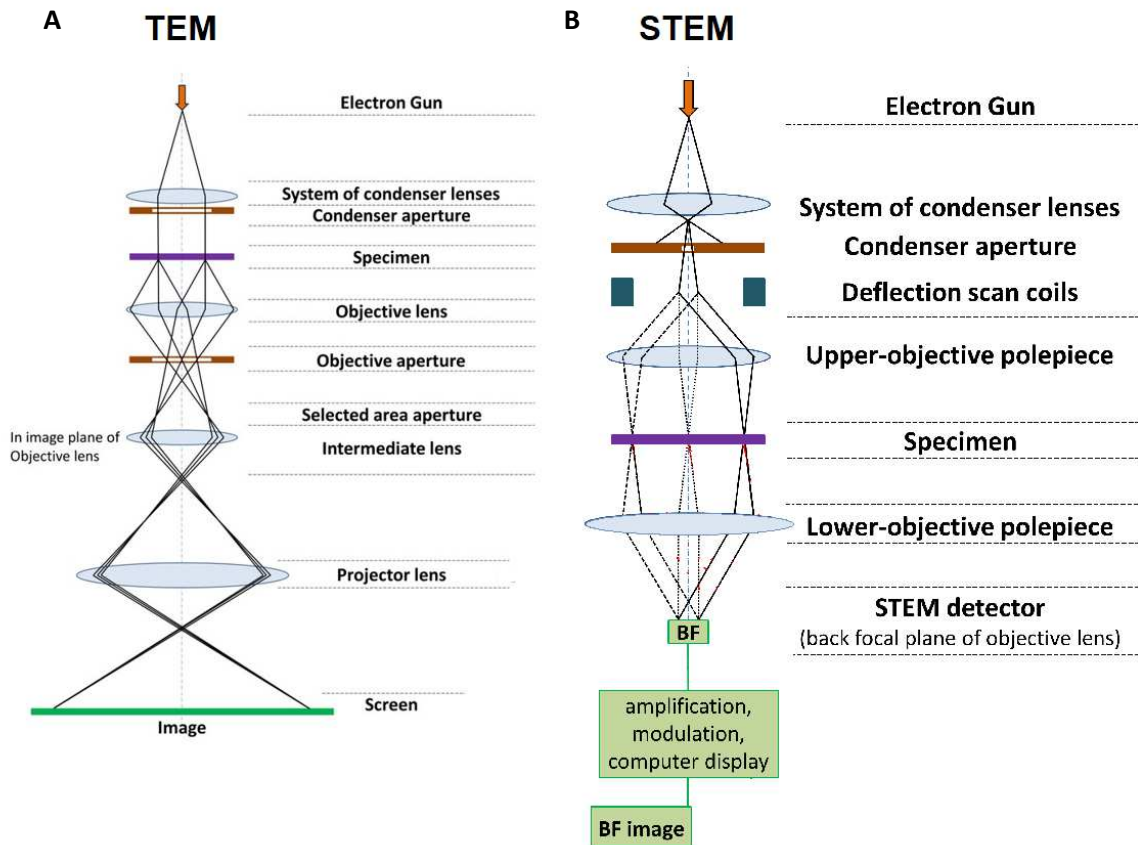 A
TEM
Electron Gun
System of condenser lenses
Condenser aperture
Specimen
Objective lens
Objective aperture
Selected area aperture
In image plane of
Objective lens
Intermediate lens
Projector lens
Screen
Image
B
STEM
Electron Gun
System of condenser lenses
Condenser aperture
Deflection scan coils
Upper-objective polepiece
Specimen
Lower-objective polepiece
STEM detector
(back focal plane of objective lens)
BF
amplification,
modulation,
computer display
BF image